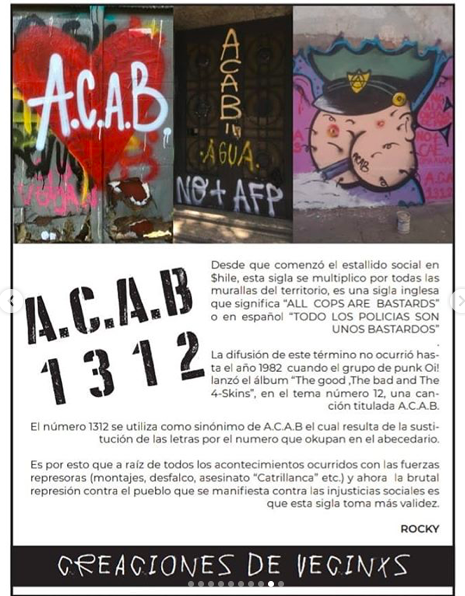 A.C.A.B.
A
C
A
B
AGUA.
NO + AFP
ACAB
A.C.A.B
1312
Desde que comenzó el estallido social en
$hile, esta sigla se multiplico por todas las
murallas del territorio, es una sigla inglesa
que significa “ALL COPS ARE BASTARDS”
o en español “TODO LOS POLICIAS SON
UNOS BASTARDOS”
.
La difusión de este término no ocurrió has-
ta el año 1982 cuando el grupo de punk Oi!
lanzó el álbum “The good ,The bad and The
4-Skins”, en el tema número 12, una can-
ción titulada A.C.A.B.
El número 1312 se utiliza como sinónimo de A.C.A.B el cual resulta de la susti-
tución de las letras por el numero que okupan en el abecedario.
Es por esto que a raíz de todos los acontecimientos ocurridos con las fuerzas
represoras (montajes, desfalco, asesinato “Catrillanca” etc.) y ahora la brutal
represión contra el pueblo que se manifiesta contra las injusticias sociales es
que esta sigla toma más validez.
ROCKY
CREACIONES DE VECINXS